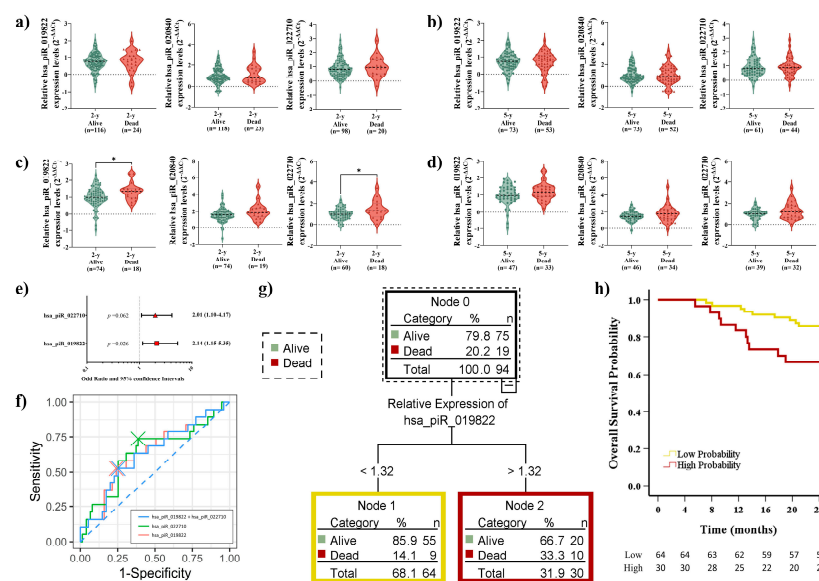 a)
Relative hsa_piR_019822
expression levels (2^-ΔΔCt)
2-y Alive (n=116)
2-y Dead (n= 24)
Relative hsa_piR_020840
expression levels (2^-ΔΔCt)
2-y Alive (n= 118)
2-y Dead (n= 23)
expression levels (2^-ΔΔCt)
2-y Alive (n= 98)
2-y Dead (n= 20)
b)
Relative hsa_piR_019822
expression levels (2^-ΔΔCt)
5-y Alive (n= 73)
5-y Dead (n= 53)
Relative hsa_piR_020840
expression levels (2^-ΔΔCt)
5-y Alive (n= 73)
5-y Dead (n= 52)
Relative hsa_piR_022710
expression levels (2^-ΔΔCt)
5-y Alive (n= 61)
5-y Dead (n= 44)
c)
expression levels (2^-ΔΔCt)
*
2-y Alive (n=74)
2-y Dead (n= 18)
expression levels (2^-ΔΔCt)
2-y Alive (n= 74)
2-y Dead (n= 19)
Relative hsa_piR_022710
expression levels (2^-ΔΔCt)
*
2-y Alive (n= 60)
2-y Dead (n= 18)
d)
Relative hsa_piR_019822
expression levels (2^-ΔΔCt)
5-y Alive (n= 47)
5-y Dead (n= 33)
Relative hsa_piR_020840
expression levels (2^-ΔΔCt)
5-y Alive (n= 46)
5-y Dead (n= 34)
Relative hsa_piR_022710
expression levels (2^-ΔΔCt)
5-y Alive (n= 39)
5-y Dead (n= 32)
e)
hsa_piR_022710 p =0.062 2.01 (1.10-4.17)
hsa_piR_019822 p =0.026
0.1 1 10
Odd Ratio and 95% confidence Intervals
Alive
Dead
f)
Sensitivity
1.00
0.75
0.50
0.25
0.00
0.00 0.25 0.50 0.75 1.00
1-Specificity
hsa_piR_019822 + hsa_piR_022710
hsa_piR_022710
hsa_piR_019822
g)
Node 0
Category % n
Alive 79.8 75
Dead 20.2 19
Total 100.0 94
Relative Expression of
hsa_piR_019822
< 1.32
> 1.32
Node 1
Category % n
Alive 85.9 55
Dead 14.1 9
Total 68.1 64
Node 2
Category % n
Alive 66.7 20
Dead 33.3 10
Total 31.9 30
h)
Overall Survival Probability
1.0
0.8
0.6
0.4
0.2
0.0
Low Probability
High Probability
0 4 8 12 16 20
Time (months)
Low 64 64 63 62 59 57
High 30 30 28 25 22 20